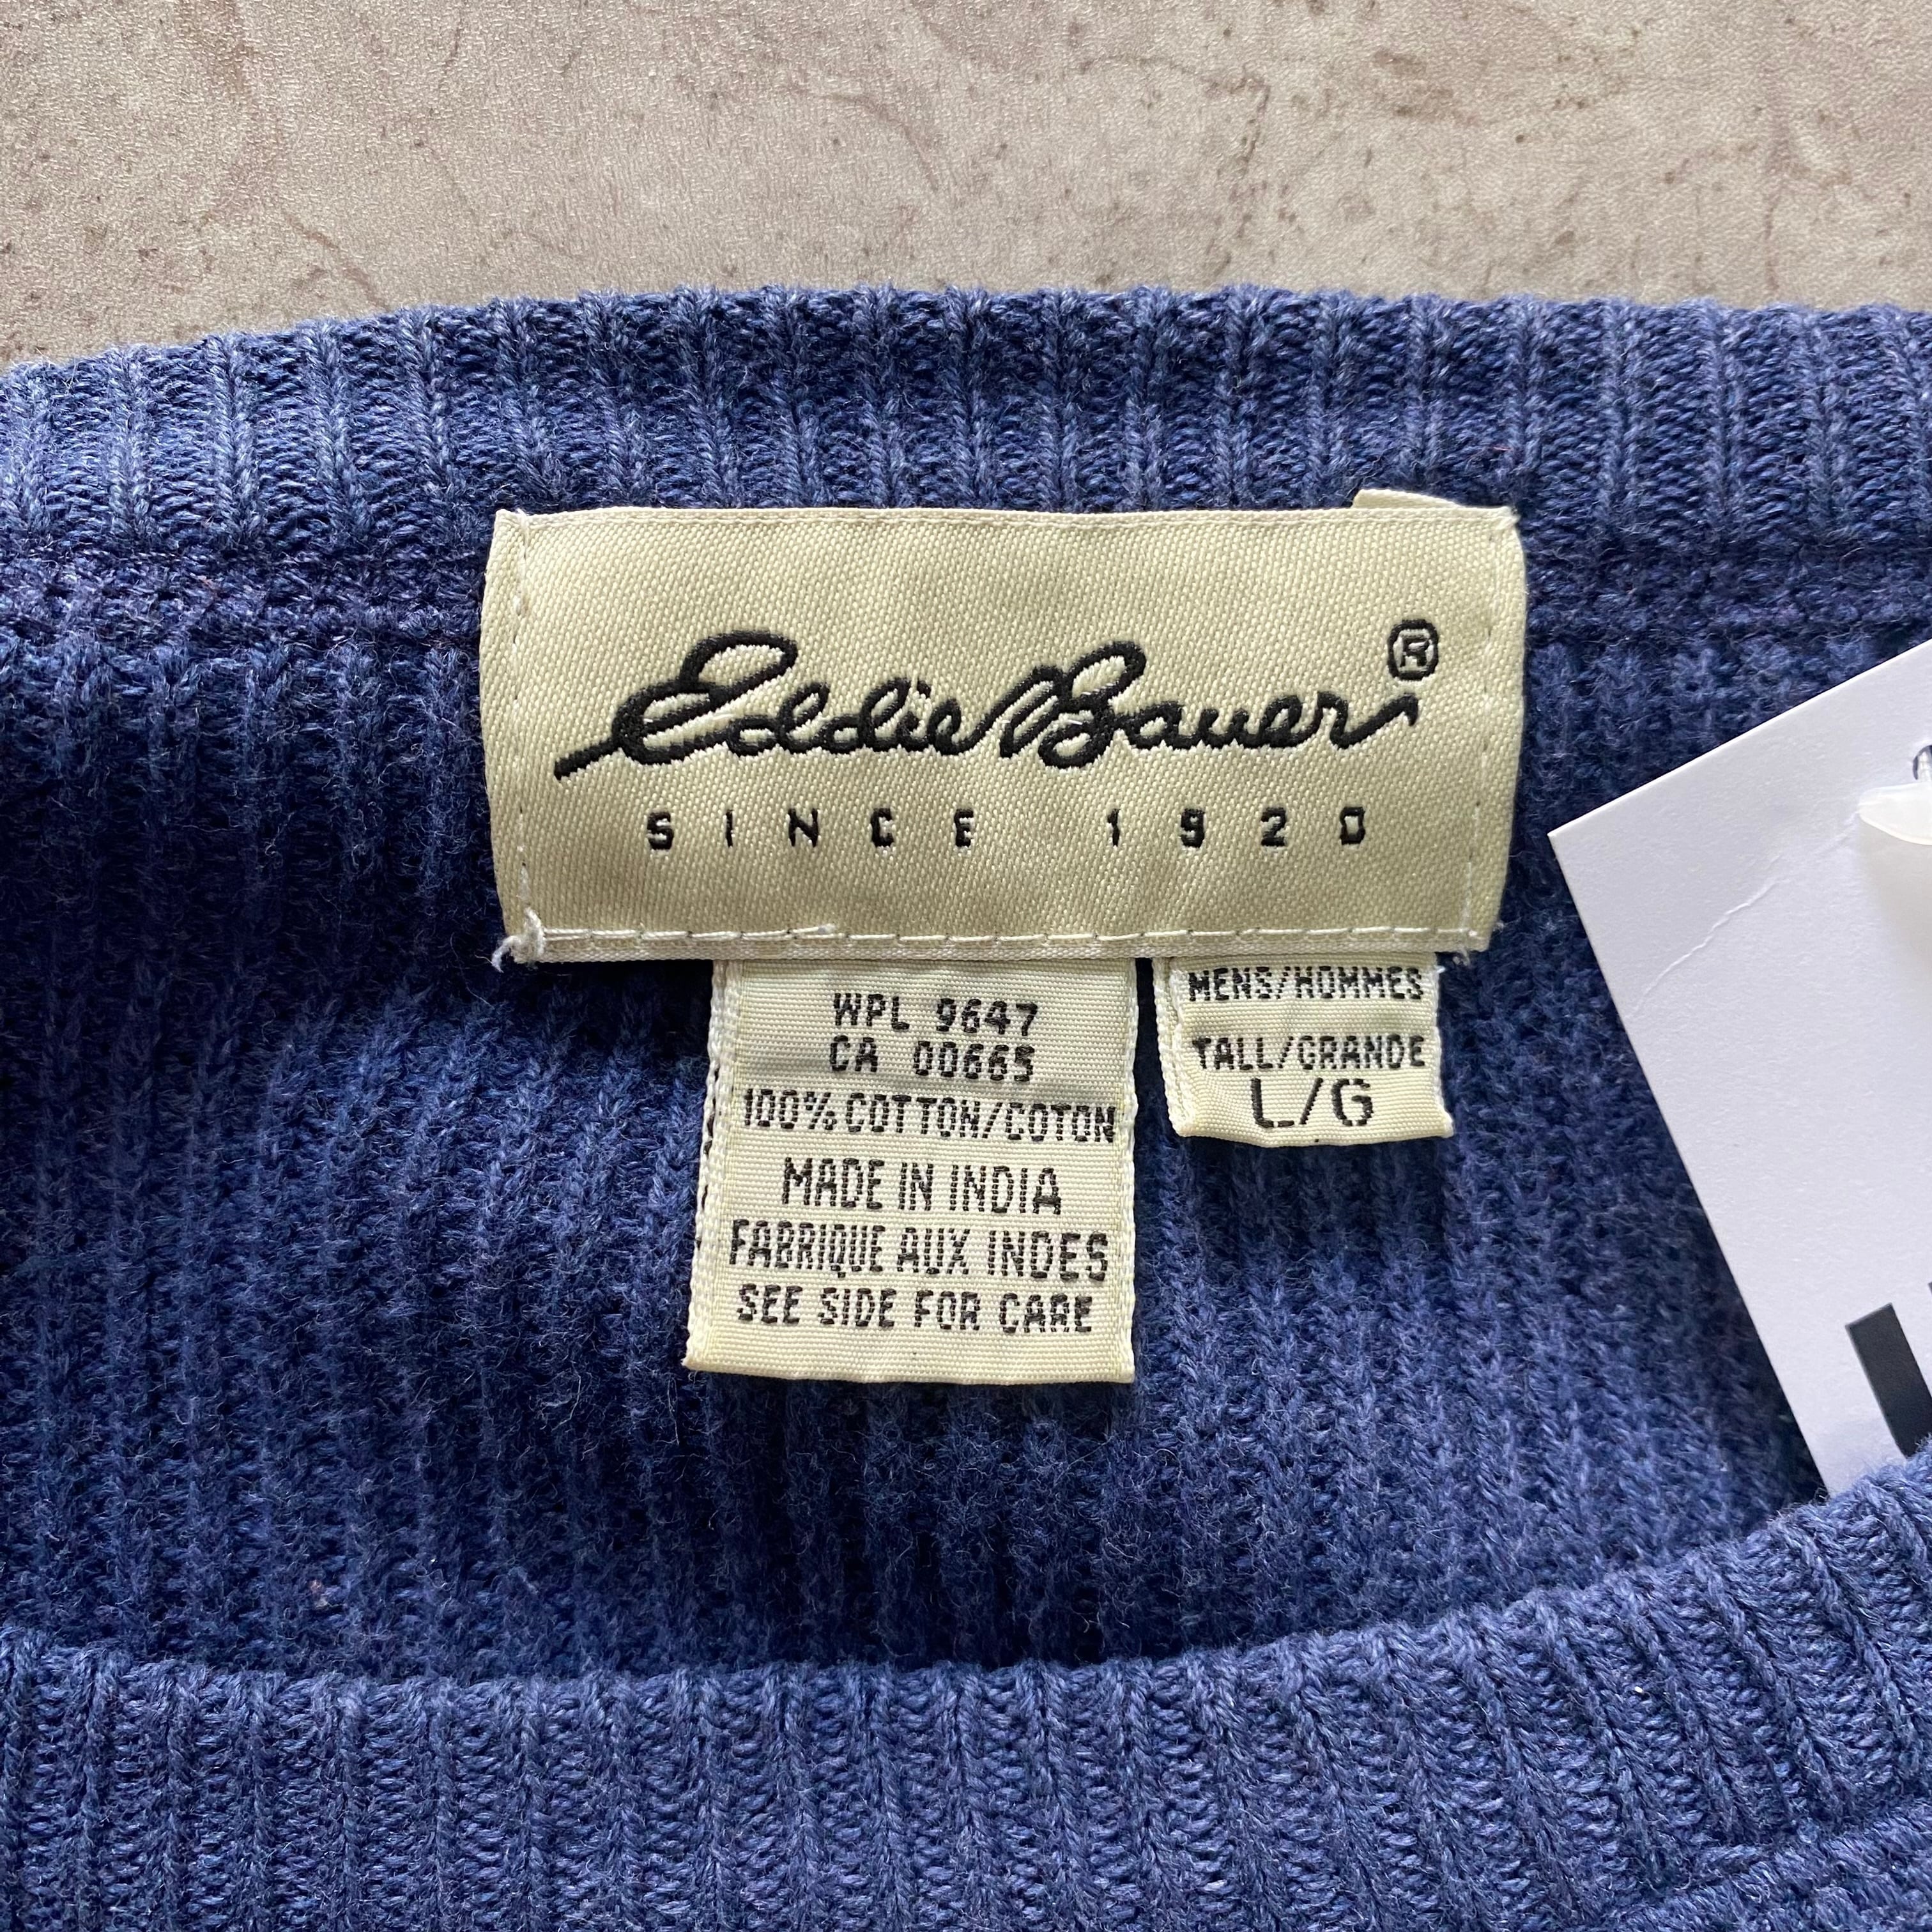 Eddie Bauer®
SINCE 1920
WPL 9647
CA 00665
100% COTTON/COTON
MADE IN INDIA
FABRIQUE AUX INDES
SEE SIDE FOR CARE
MENS/HOMMES
TALL/GRANDE
L/G